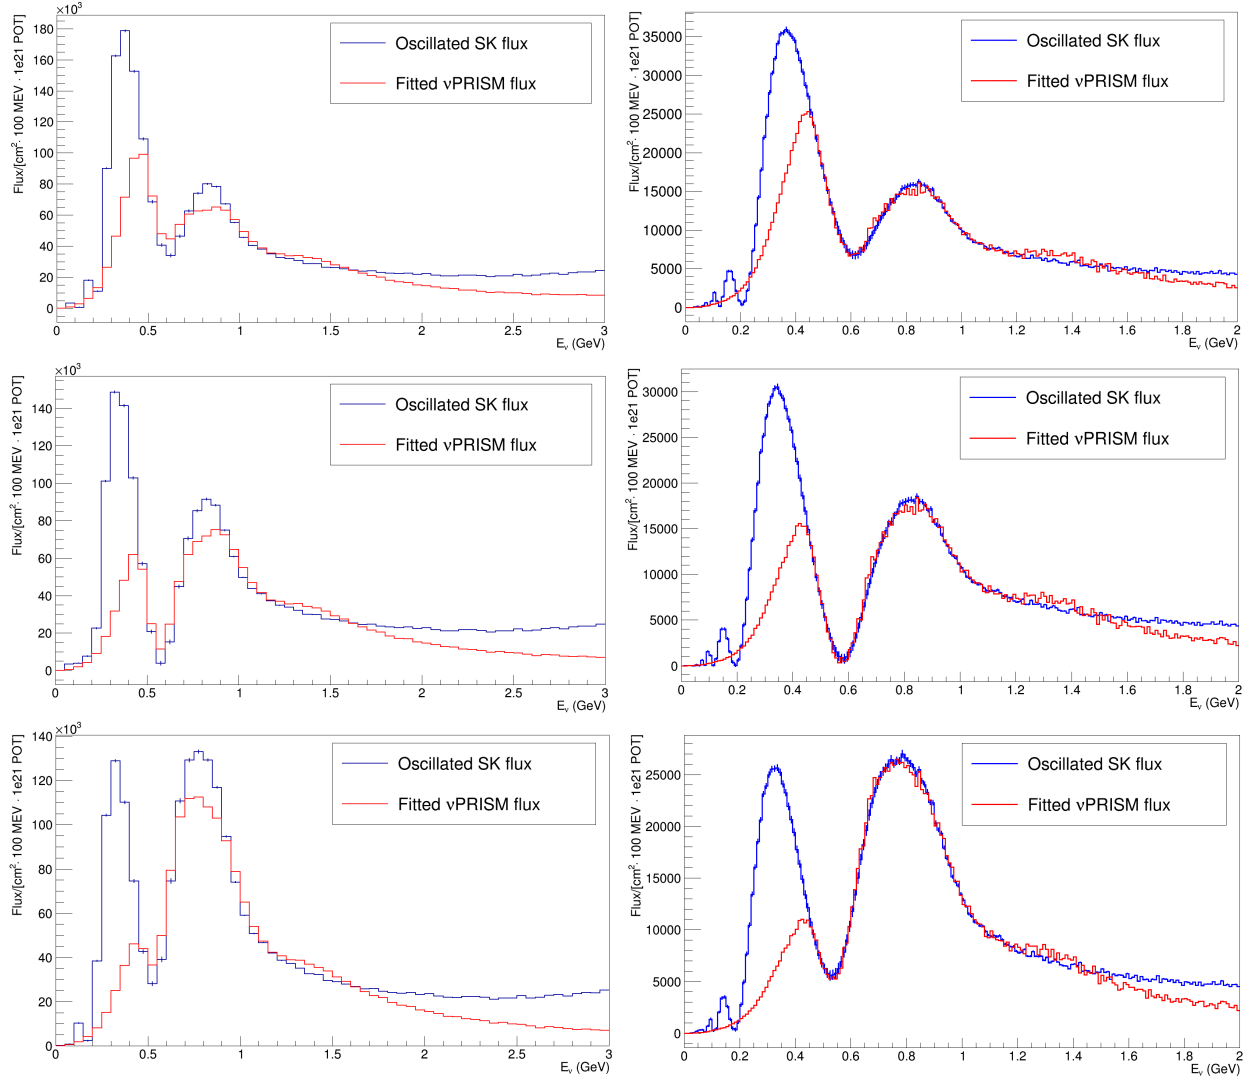 ×10³
Flux/[cm²· 100 MEV · 1e21 POT]
180
160
140
120
100
80
60
40
20
0
Oscillated SK flux
Fitted νPRISM flux
0 0.5 1 1.5 2 2.5 3
Eν (GeV)
Flux/[cm²· 100 MEV · 1e21 POT]
35000
30000
25000
20000
15000
10000
5000
0
Oscillated SK flux
Fitted νPRISM flux
0 0.2 0.4 0.6 0.8 1 1.2 1.4 1.6 1.8 2
Eν (GeV)
×10³
Flux/[cm²· 100 MEV · 1e21 POT]
140
120
100
80
60
40
20
0
Oscillated SK flux
Fitted νPRISM flux
0 0.5 1 1.5 2 2.5 3
Eν (GeV)
Flux/[cm²· 100 MEV · 1e21 POT]
30000
25000
20000
15000
10000
5000
0
Oscillated SK flux
Fitted νPRISM flux
0 0.2 0.4 0.6 0.8 1 1.2 1.4 1.6 1.8 2
Eν (GeV)
×10³
Flux/[cm²· 100 MEV · 1e21 POT]
140
120
100
80
60
40
20
0
Oscillated SK flux
Fitted νPRISM flux
0 0.5 1 1.5 2 2.5 3
Eν (GeV)
Flux/[cm²· 100 MEV · 1e21 POT]
25000
20000
15000
10000
5000
0
Oscillated SK flux
Fitted νPRISM flux
0 0.2 0.4 0.6 0.8 1 1.2 1.4 1.6 1.8 2
Eν (GeV)